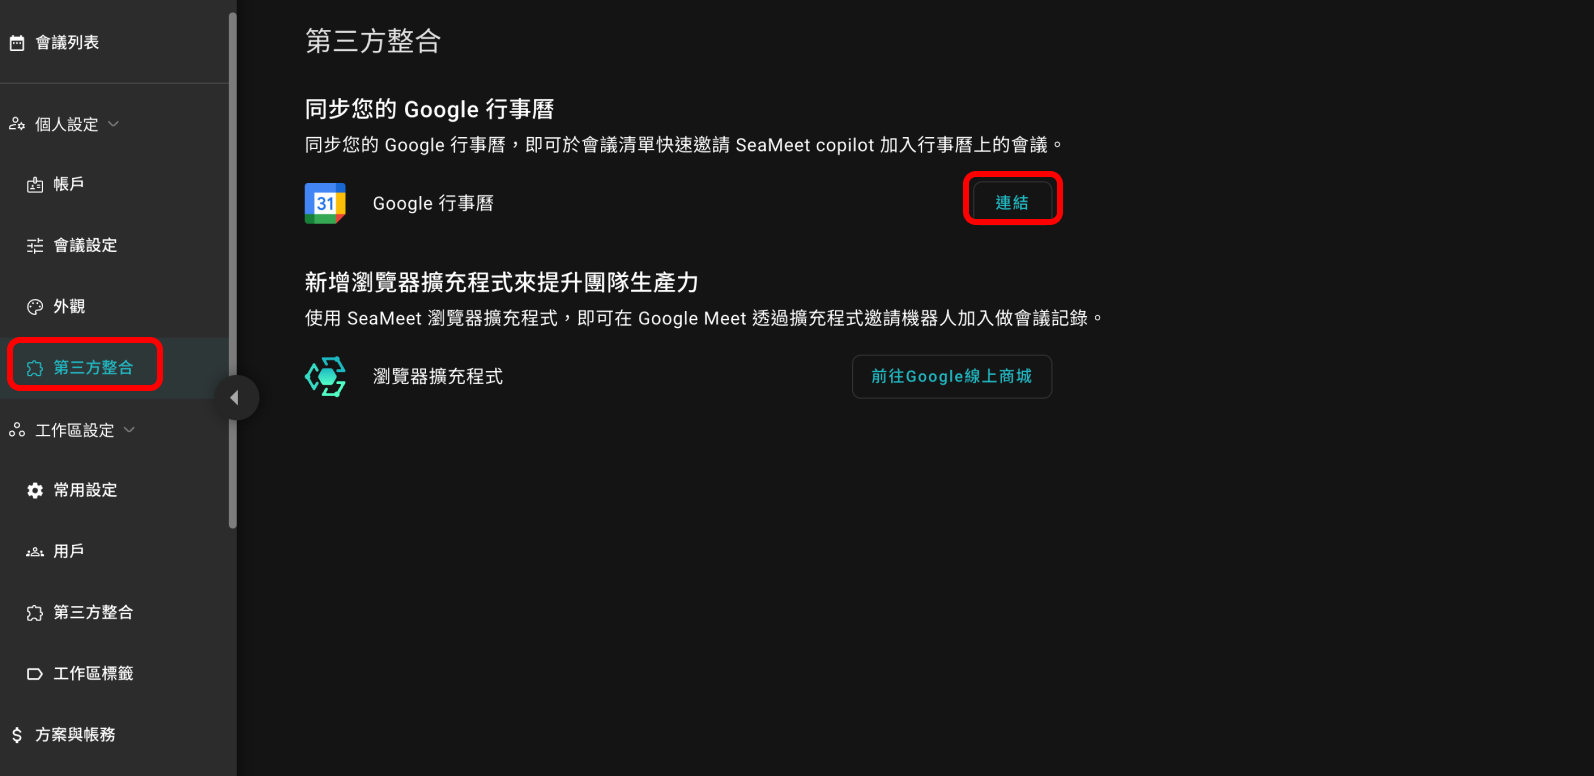 會議列表
個人設定
帳戶
會議設定
外觀
第三方整合
工作區設定
常用設定
用戶
第三方整合
工作區標籤
方案與帳務
第三方整合
同步您的 Google 行事曆
同步您的 Google 行事曆，即可於會議清單快速邀請 SeaMeet copilot 加入行事曆上的會議。
31
Google 行事曆
連結
新增瀏覽器擴充程式來提升團隊生產力
使用 SeaMeet 瀏覽器擴充程式，即可在 Google Meet 透過擴充程式邀請機器人加入做會議記錄。
瀏覽器擴充程式
前往Google線上商城